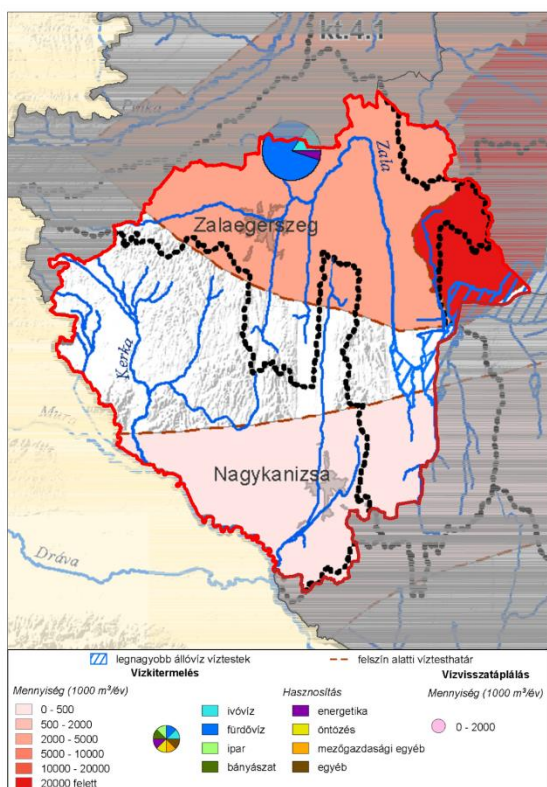 kt.4.1
Pinka
Zala
Zalaegerszeg
Kerka
Mura
Nagykanizsa
Dráva
legnagyobb állóvíz víztestek
felszín alatti víztesthatár
Vízkitermelés
Vízvisszatáplálás
Mennyiség (1000 m³/év)
Hasznosítás
Mennyiség (1000 m³/év)
0 - 500
500 - 2000
2000 - 5000
5000 - 10000
10000 - 20000
20000 felett
ivóvíz
fürdővíz
ipar
bányászat
energetika
öntözés
mezőgazdasági egyéb
egyéb
0 - 2000